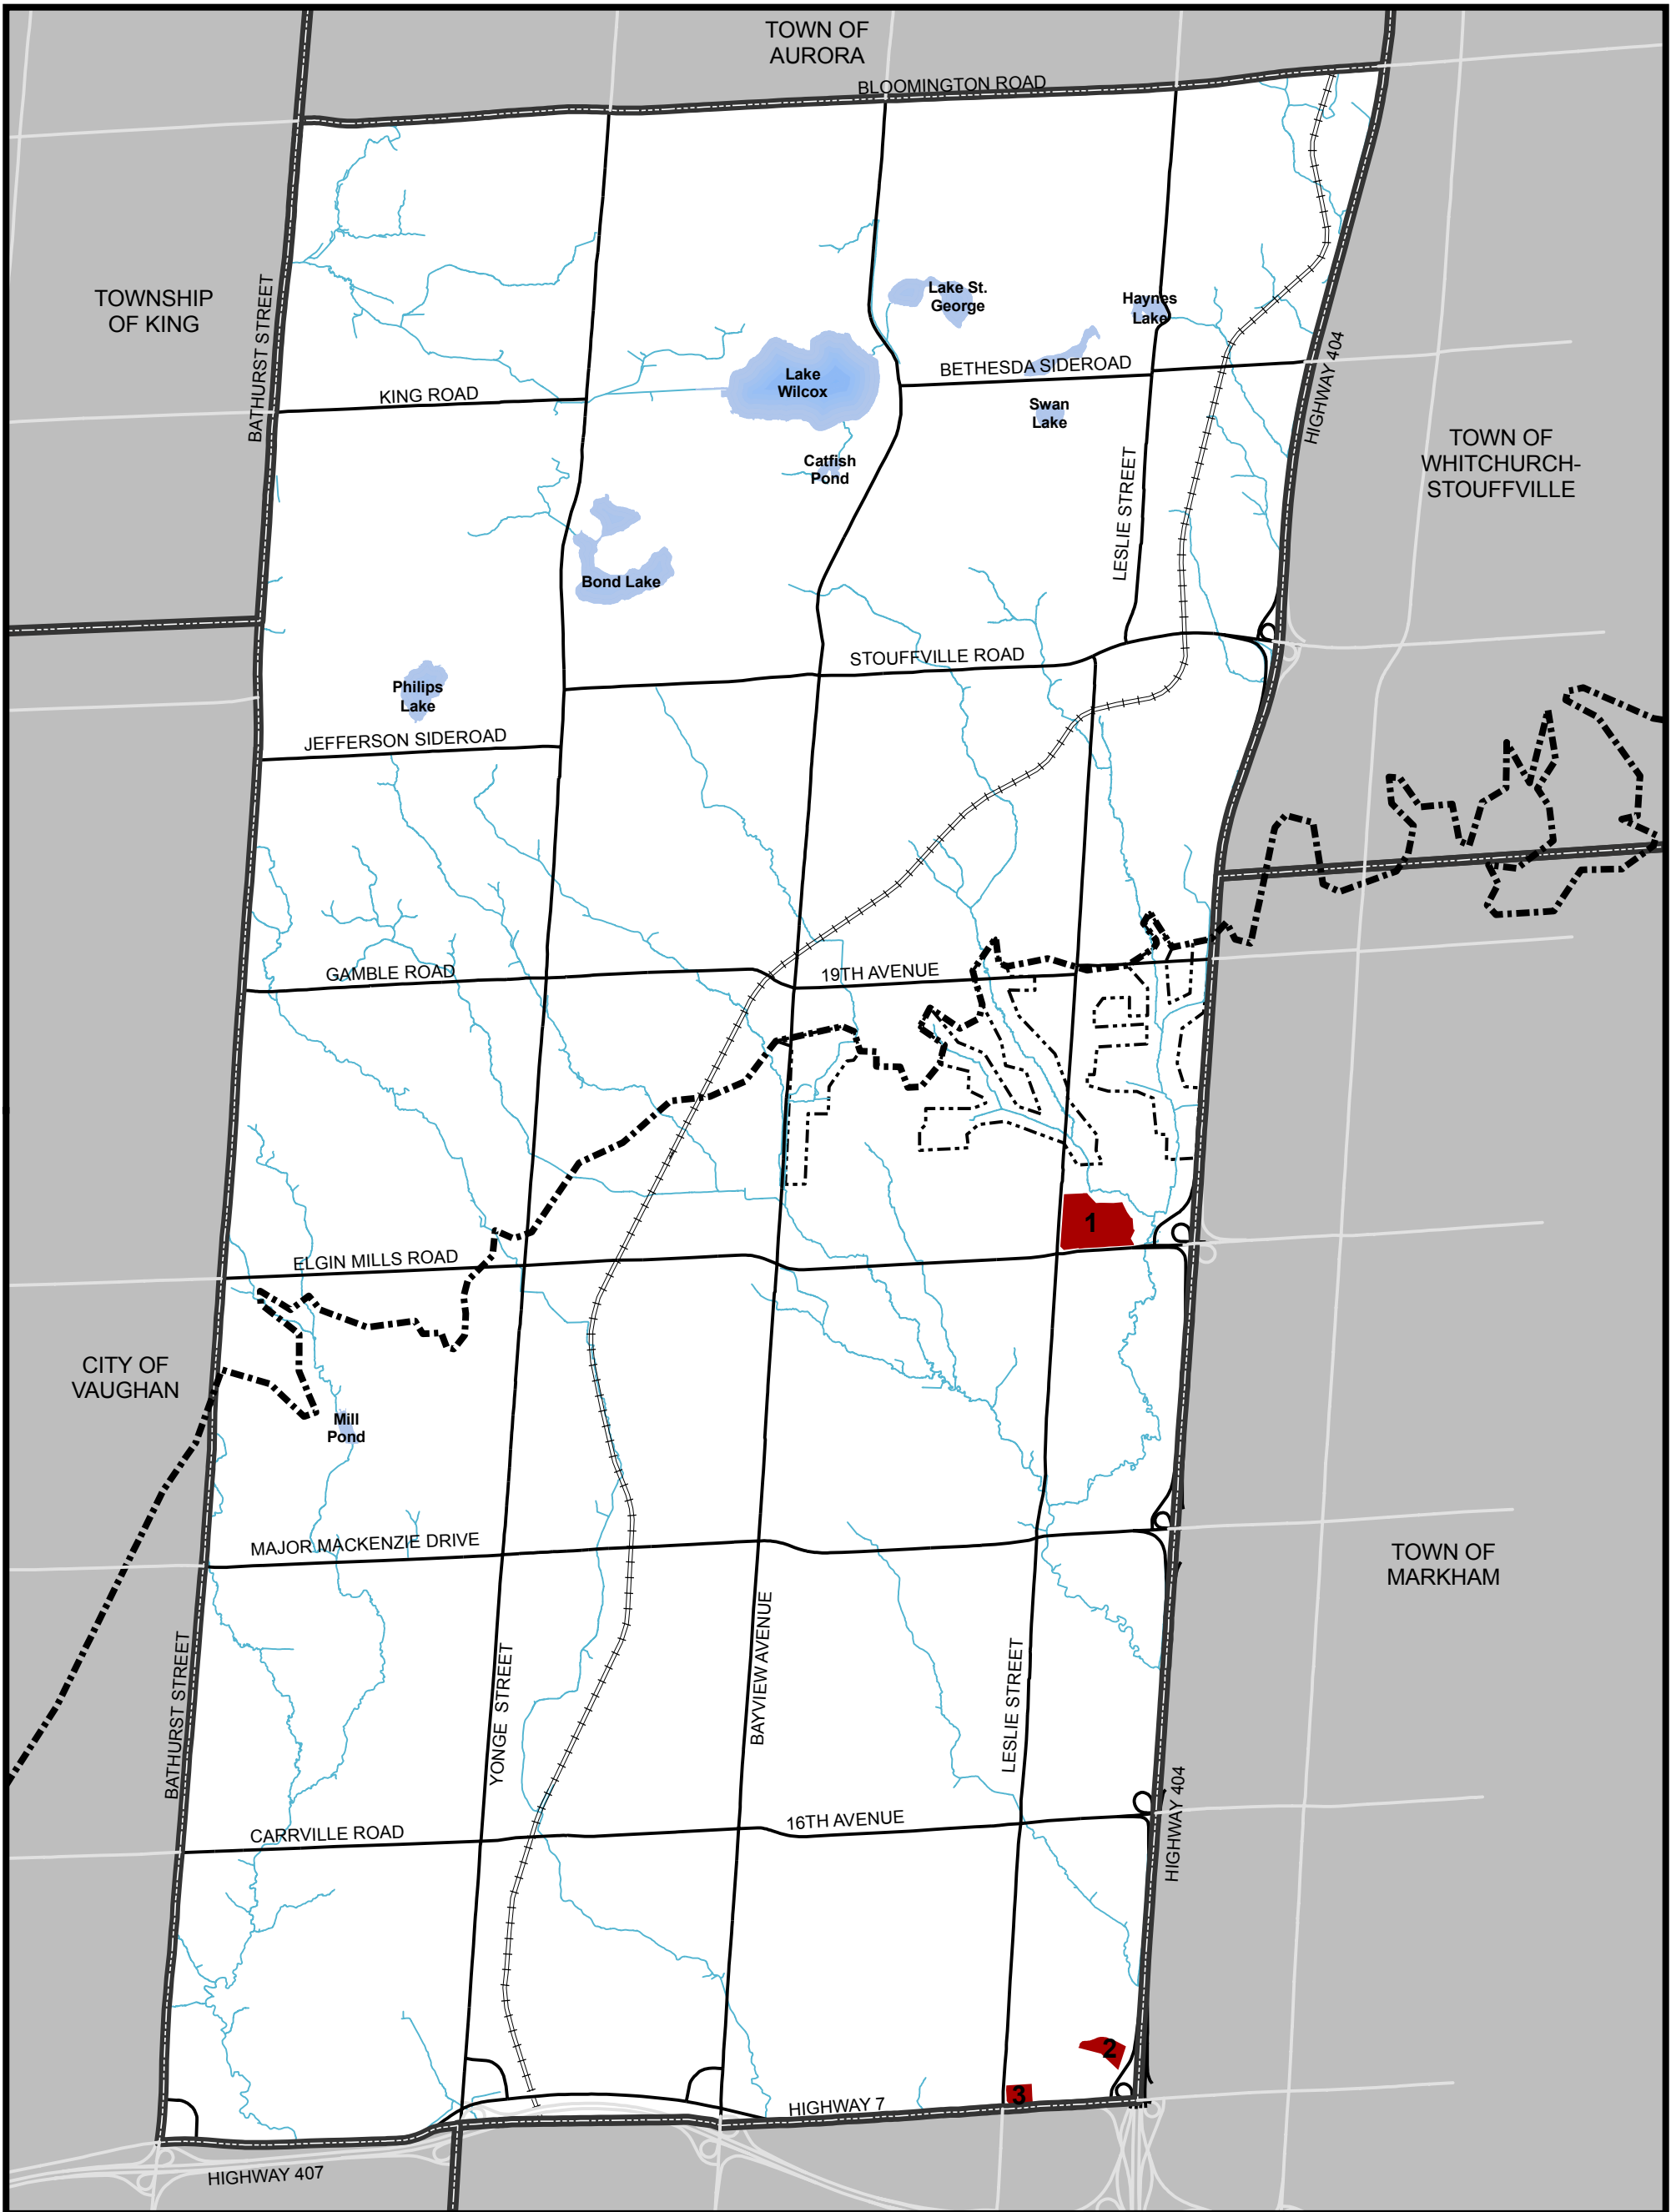 TOWN OF
AURORA
BLOOMINGTON ROAD
TOWNSHIP
OF KING
BATHURST STREET
Lake St.
George
Haynes
Lake
HIGHWAY 404
BETHESDA SIDEROAD
Lake
Wilcox
KING ROAD
Swan
Lake
TOWN OF
WHITCHURCH-
STOUFFVILLE
Catfish
Pond
LESLIE STREET
Bond Lake
STOUFFVILLE ROAD
Philips
Lake
JEFFERSON SIDEROAD
GAMBLE ROAD
19TH AVENUE
1
ELGIN MILLS ROAD
CITY OF
VAUGHAN
Mill
Pond
MAJOR MACKENZIE DRIVE
TOWN OF
MARKHAM
BATHURST STREET
YONGE STREET
BAYVIEW AVENUE
LESLIE STREET
HIGHWAY 404
16TH AVENUE
CARRVILLE ROAD
2
3
HIGHWAY 7
HIGHWAY 407